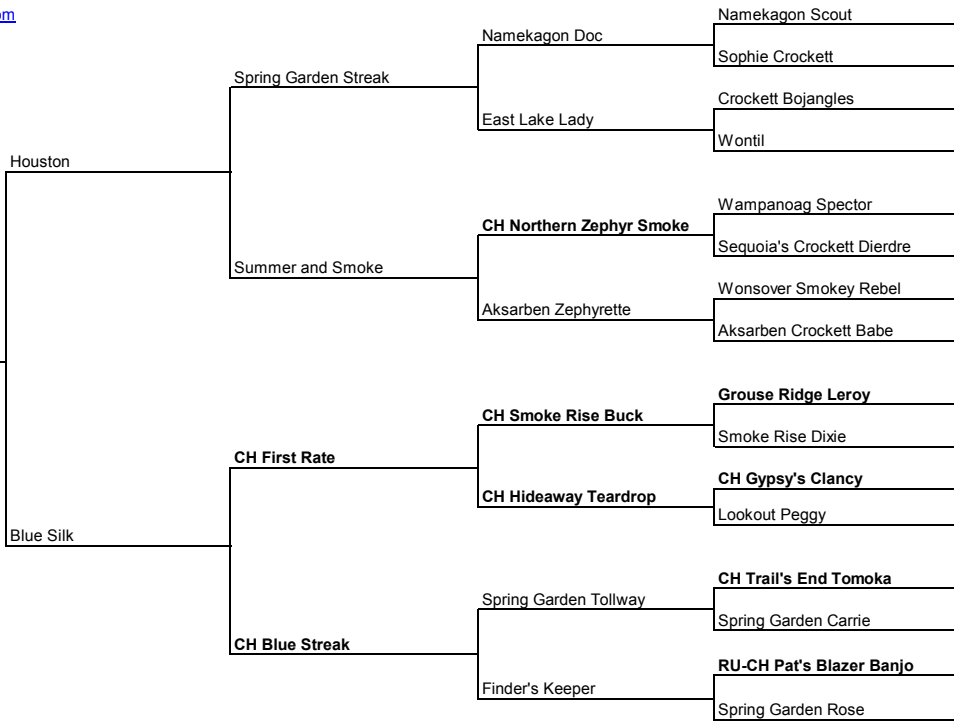 om
Namekagon Scout
Namekagon Doc
Sophie Crockett
Spring Garden Streak
Crockett Bojangles
East Lake Lady
Wontil
Houston
Wampanoag Spector
CH Northern Zephyr Smoke
Sequoia's Crockett Dierdre
Summer and Smoke
Wonsover Smokey Rebel
Aksarben Zephyrette
Aksarben Crockett Babe
Grouse Ridge Leroy
CH Smoke Rise Buck
Smoke Rise Dixie
CH First Rate
CH Gypsy's Clancy
CH Hideaway Teardrop
Lookout Peggy
Blue Silk
CH Trail's End Tomoka
Spring Garden Tollway
Spring Garden Carrie
CH Blue Streak
RU-CH Pat's Blazer Banjo
Finder's Keeper
Spring Garden Rose